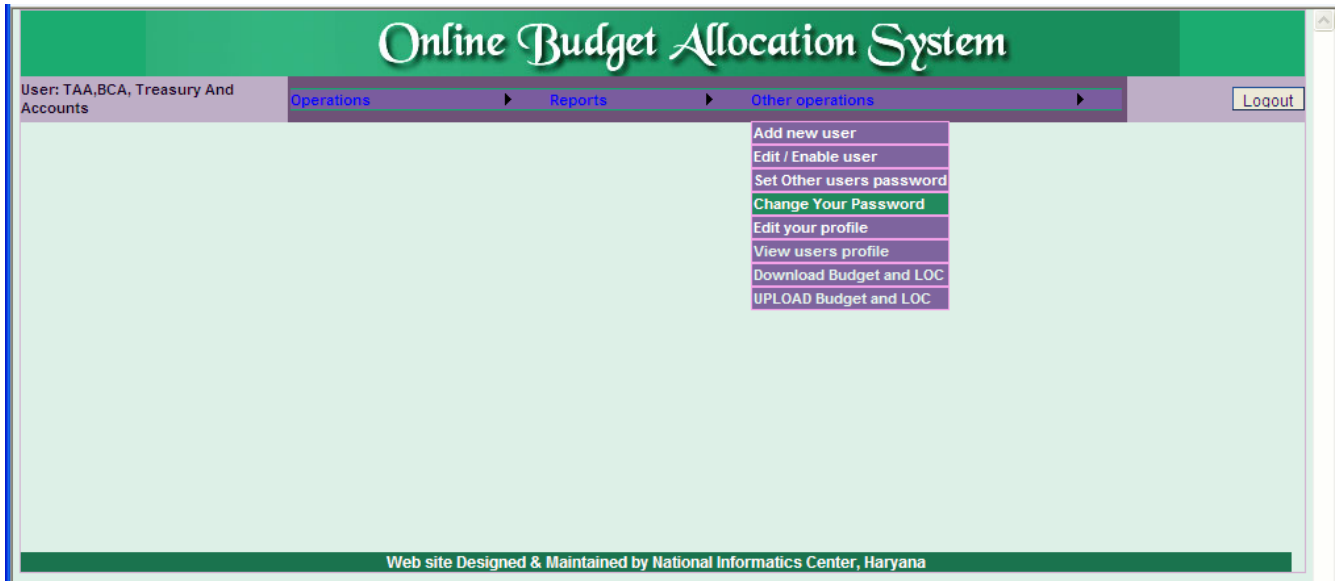 Online Budget Allocation System
User: TAA,BCA, Treasury And
Accounts
Operations
Reports
Other operations
Logout
Add new user
Edit / Enable user
Set Other users password
Change Your Password
Edit your profile
View users profile
Download Budget and LOC
UPLOAD Budget and LOC
Web site Designed & Maintained by National Informatics Center, Haryana